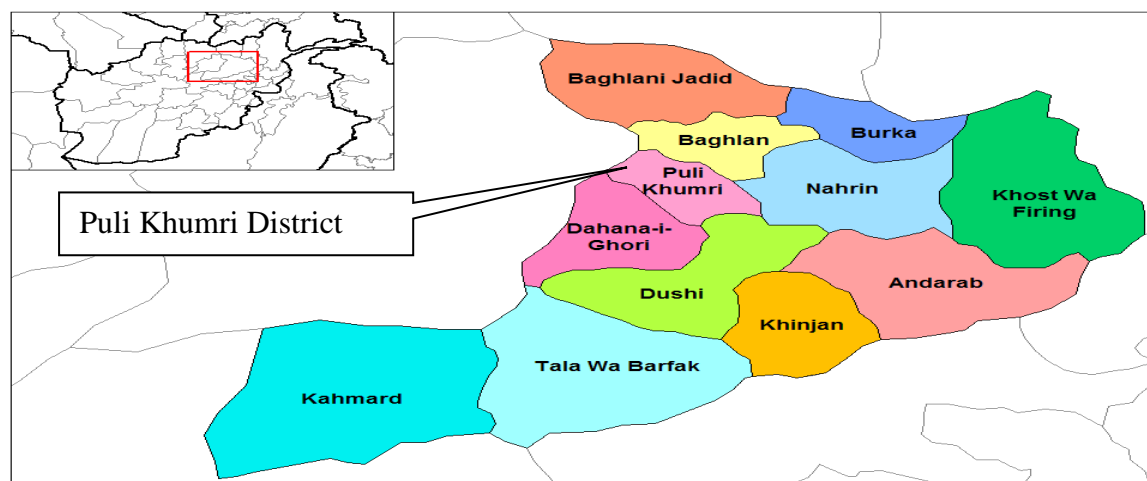 Baghlani Jadid
Baghlan
Burka
Puli
Khumri
Nahrin
Khost Wa
Firing
Puli Khumri District
Dahana-i-
Ghori
Andarab
Dushi
Khinjan
Tala Wa Barfak
Kahmard